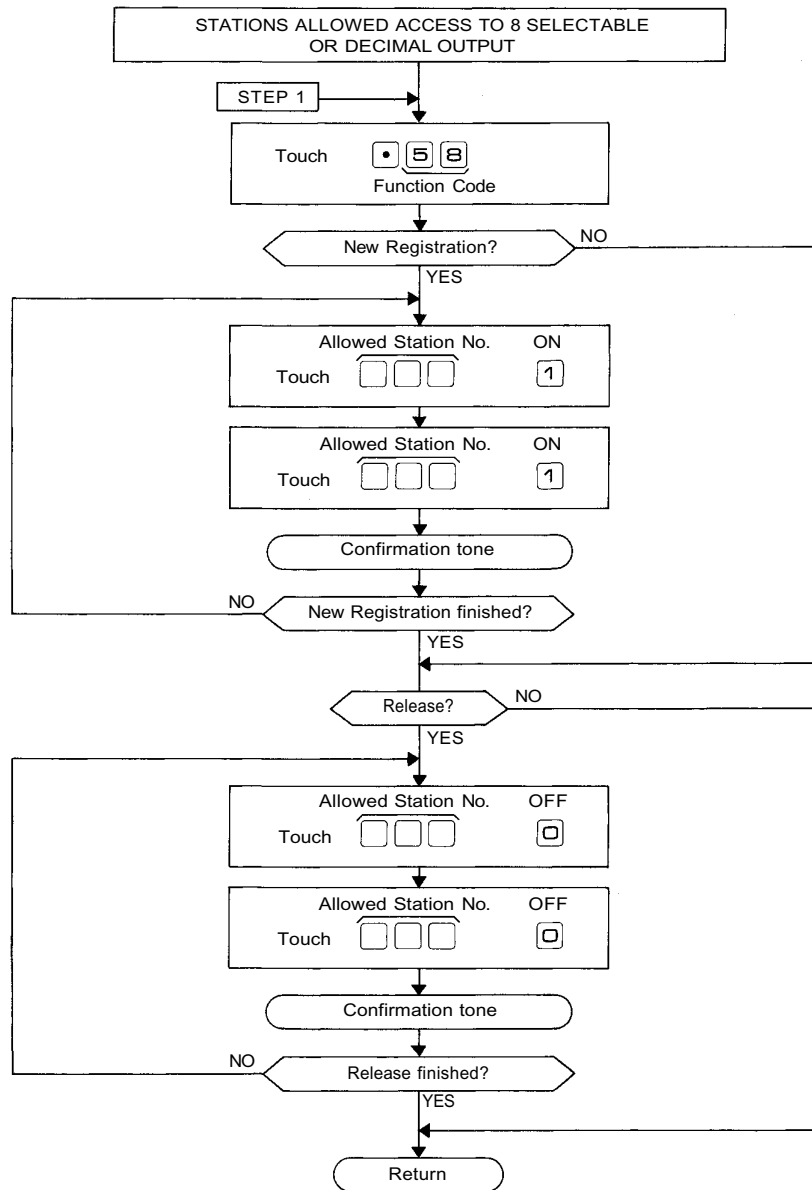 STATIONS ALLOWED ACCESS TO 8 SELECTABLE
OR DECIMAL OUTPUT
STEP 1
Touch • 5 8
Function Code
New Registration? NO
YES
Allowed Station No. ON
Touch 1
Allowed Station No. ON
Touch 1
Confirmation tone
NO New Registration finished?
YES
Release? NO
YES
Allowed Station No. OFF
Touch 0
Allowed Station No. OFF
Touch 0
Confirmation tone
NO Release finished?
YES
Return